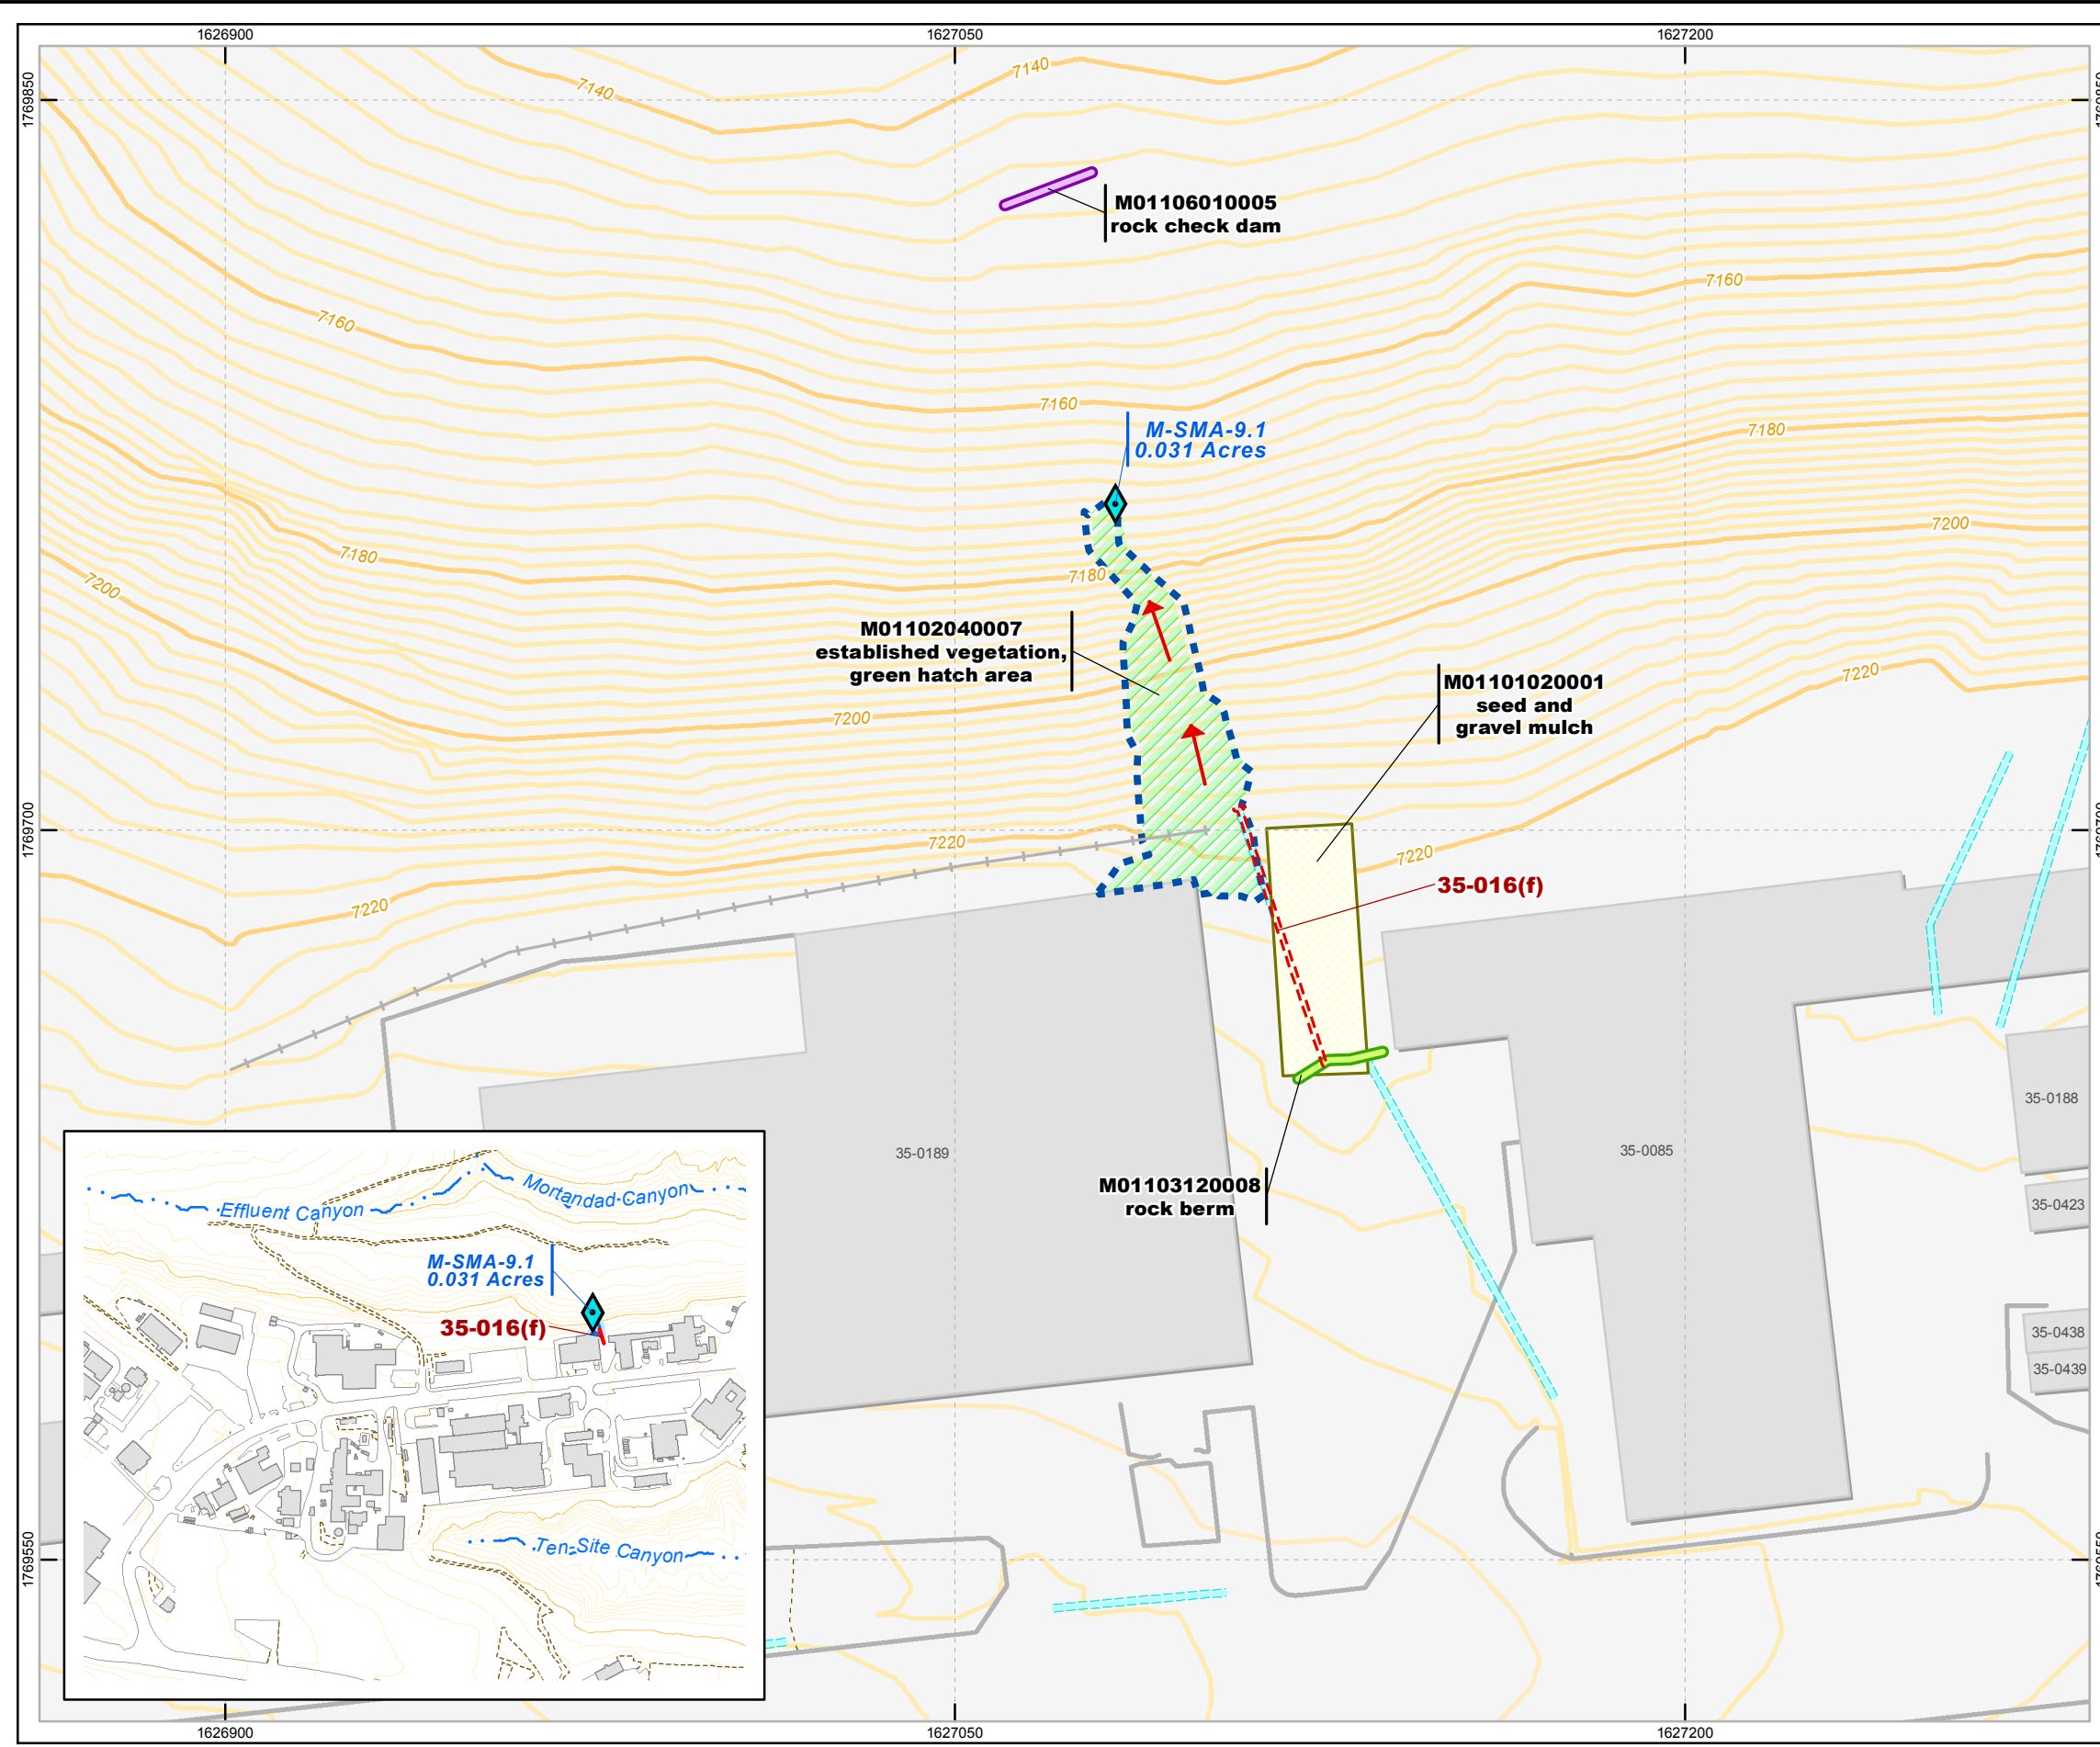 1626900
1627050
1627200
1769850
7140
7140
M01106010005
rock check dam
7160
7160
7160
M-SMA-9.1
0.031 Acres
7180
7200
7180
7180
7200
M01102040007
established vegetation,
green hatch area
M01101020001
seed and
gravel mulch
7220
7200
1769700
7220
7220
35-016(f)
7220
35-0189
35-0085
35-0188
M01103120008
rock berm
35-0423
35-0438
35-0439
Effluent Canyon
Mortandad Canyon
M-SMA-9.1
0.031 Acres
35-016(f)
Ten-Site Canyon
1769550
1626900
1627050
1627200